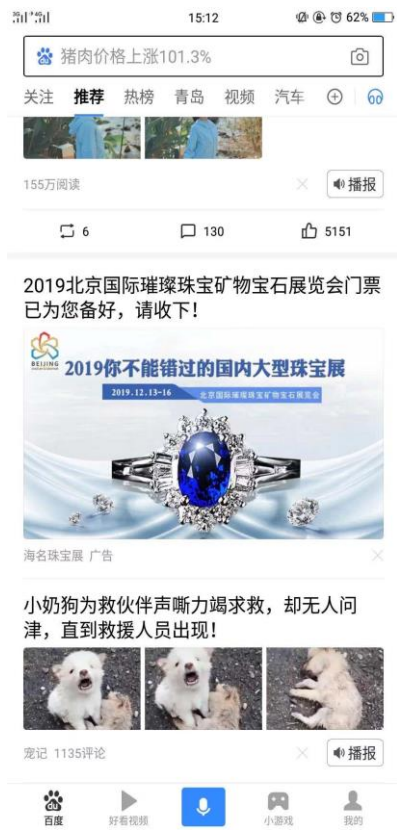 15:12
62%
猪肉价格上涨101.3%
关注 推荐 热榜 青岛 视频 汽车
155万阅读
播报
6 130 5151
2019北京国际璀璨珠宝矿物宝石展览会门票
已为您备好，请收下！
BEIJING
2019你不能错过的国内大型珠宝展
2019.12.13-16 北京国际璀璨珠宝矿物宝石展览会
海名珠宝展 广告
小奶狗为救伙伴声嘶力竭求救，却无人问
津，直到救援人员出现！
宠记 1135评论
播报
百度 好看视频 小游戏 我的